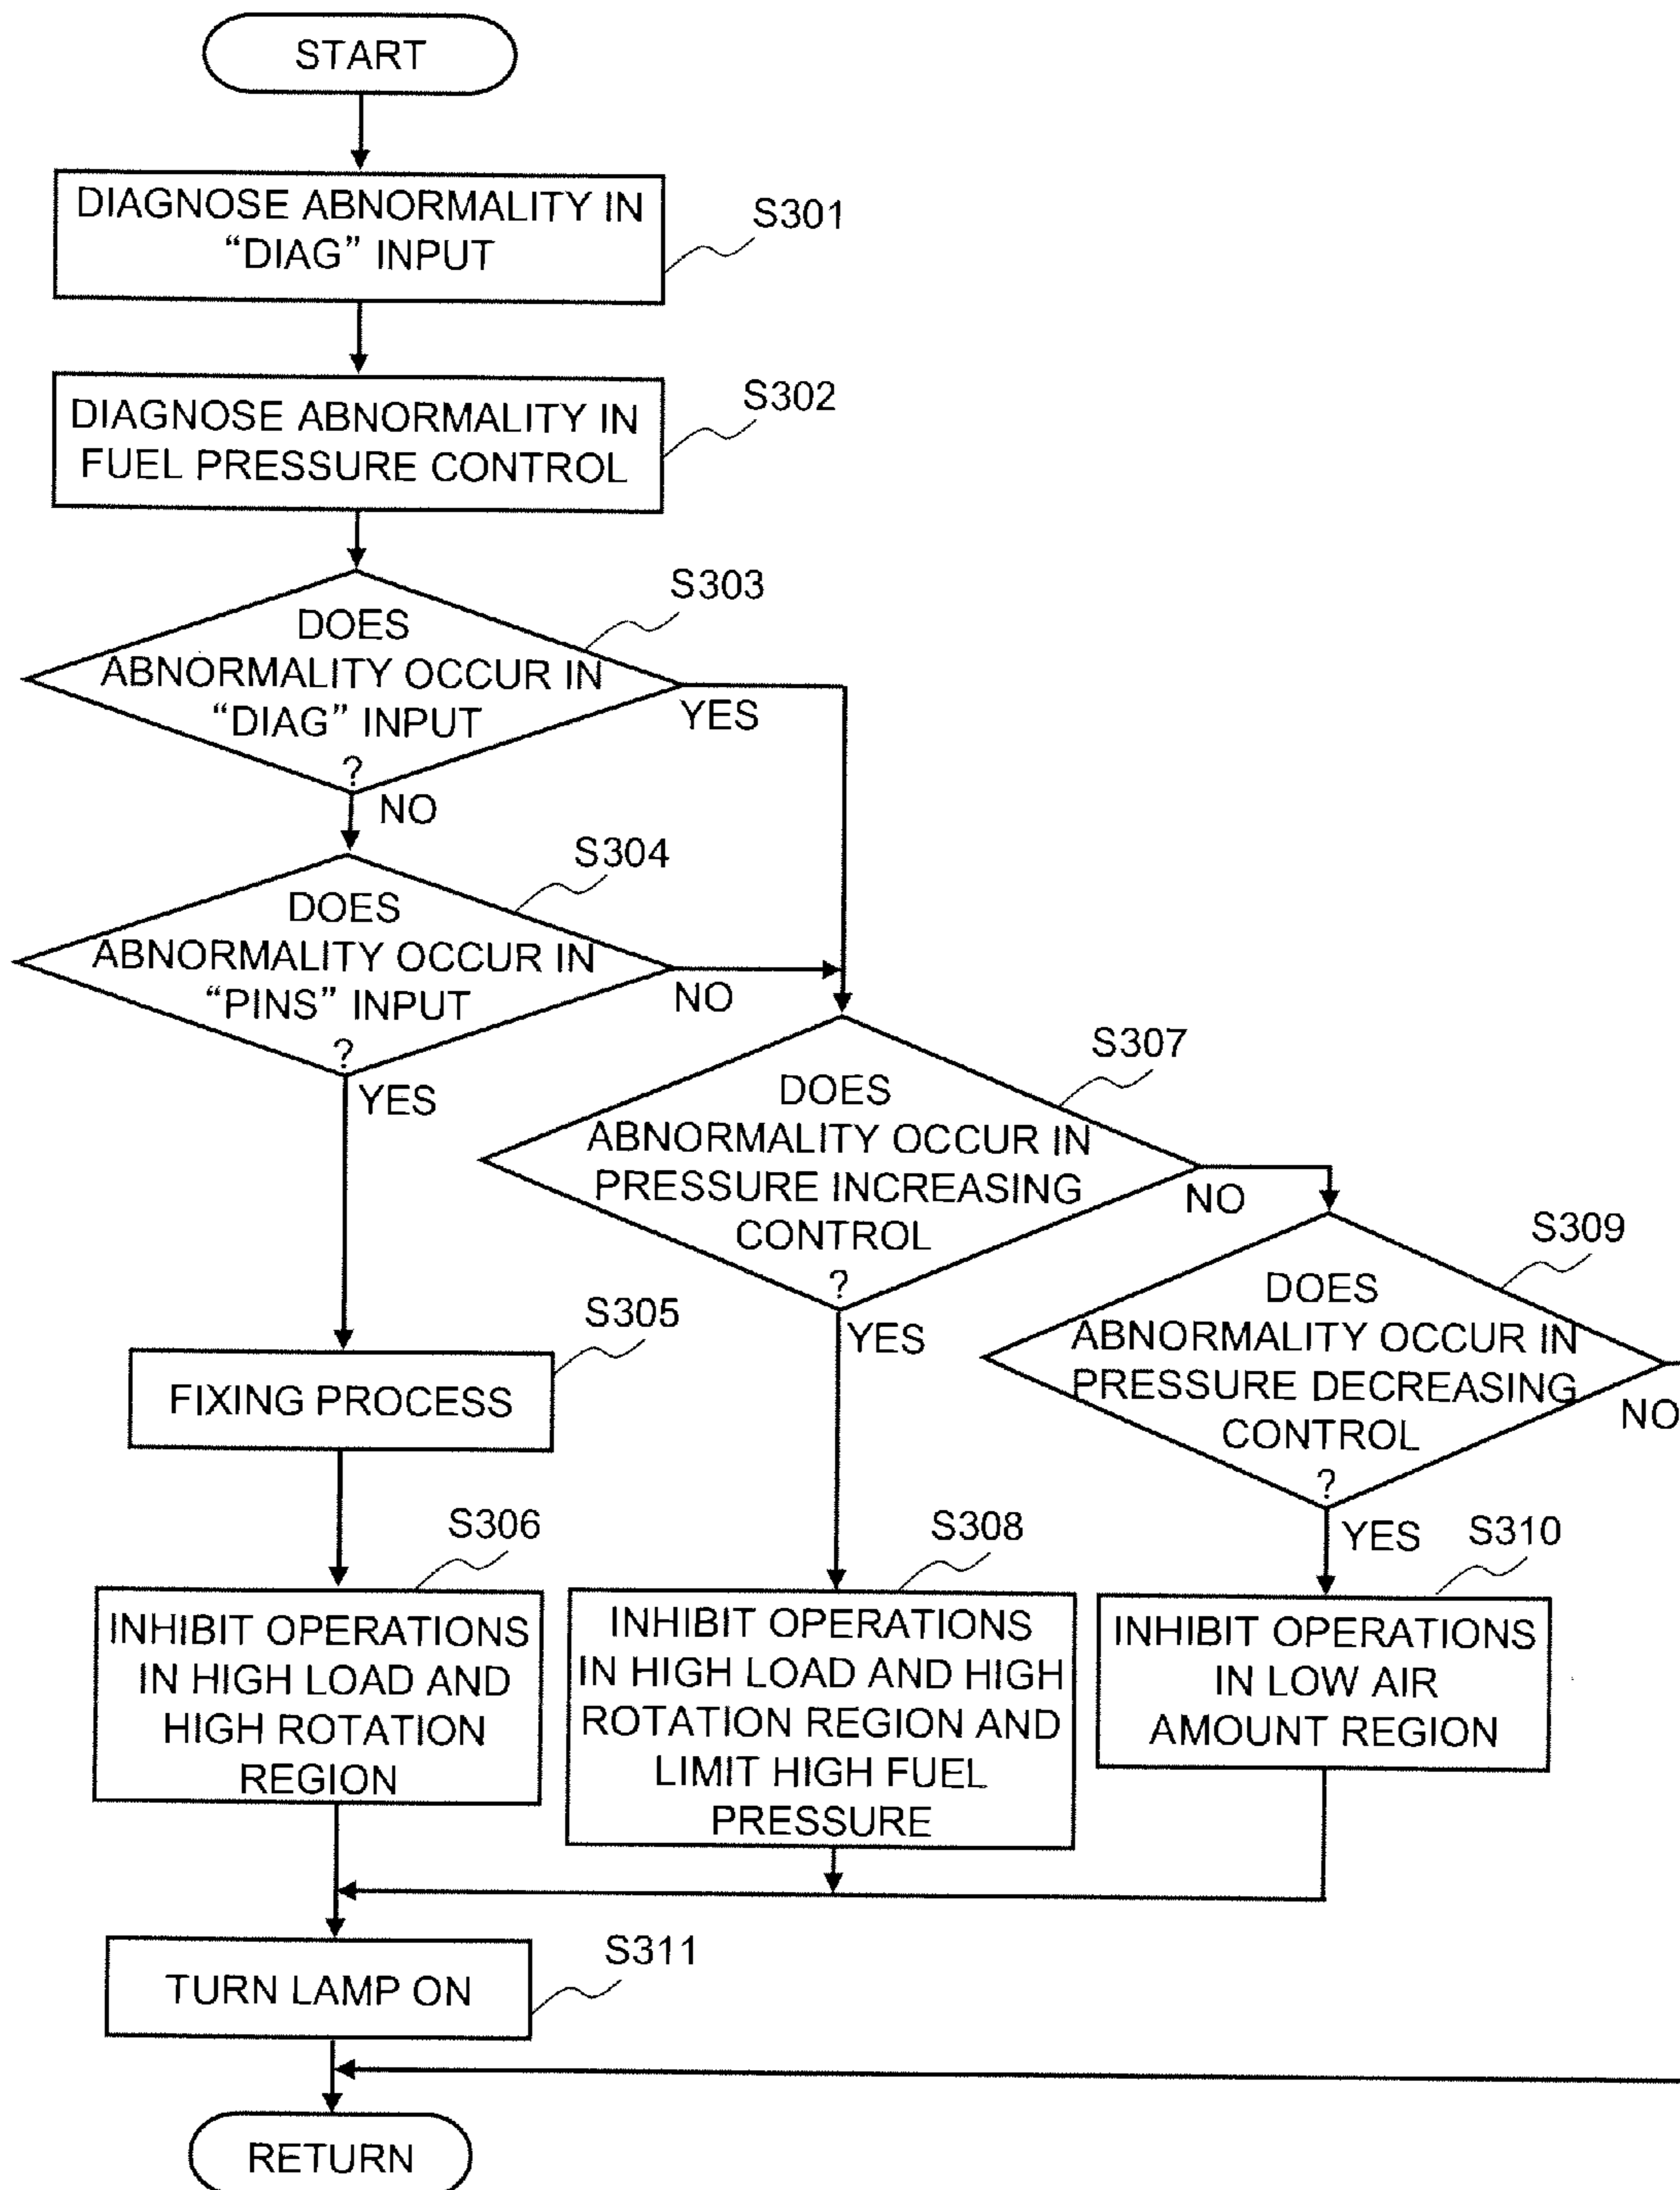 START
DIAGNOSE ABNORMALITY IN
“DIAG” INPUT
S301
DIAGNOSE ABNORMALITY IN
FUEL PRESSURE CONTROL
S302
S303
DOES
ABNORMALITY OCCUR IN
“DIAG” INPUT
?
YES
NO
S304
DOES
ABNORMALITY OCCUR IN
“PINS” INPUT
?
NO
YES
S307
DOES
ABNORMALITY OCCUR IN
PRESSURE INCREASING
CONTROL
?
NO
YES
S309
DOES
ABNORMALITY OCCUR IN
PRESSURE DECREASING
CONTROL
?
NO
YES
S305
FIXING PROCESS
S306
INHIBIT OPERATIONS
IN HIGH LOAD AND
HIGH ROTATION
REGION
S308
INHIBIT OPERATIONS
IN HIGH LOAD AND HIGH
ROTATION REGION AND
LIMIT HIGH FUEL
PRESSURE
S310
INHIBIT OPERATIONS
IN LOW AIR
AMOUNT REGION
S311
TURN LAMP ON
RETURN